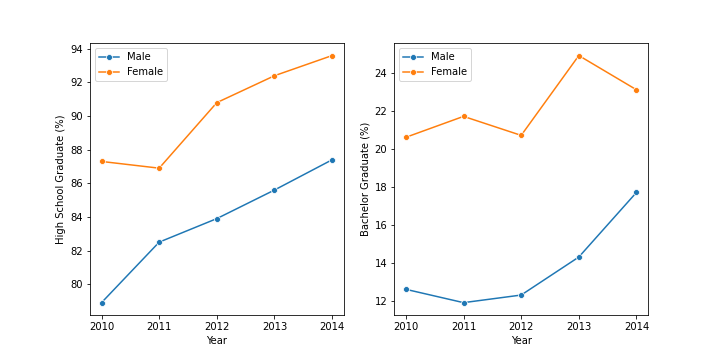 Male
Female
High School Graduate (%)
94
92
90
88
86
84
82
80
2010 2011 2012 2013 2014
Year
Male
Female
Bachelor Graduate (%)
24
22
20
18
16
14
12
2010 2011 2012 2013 2014
Year